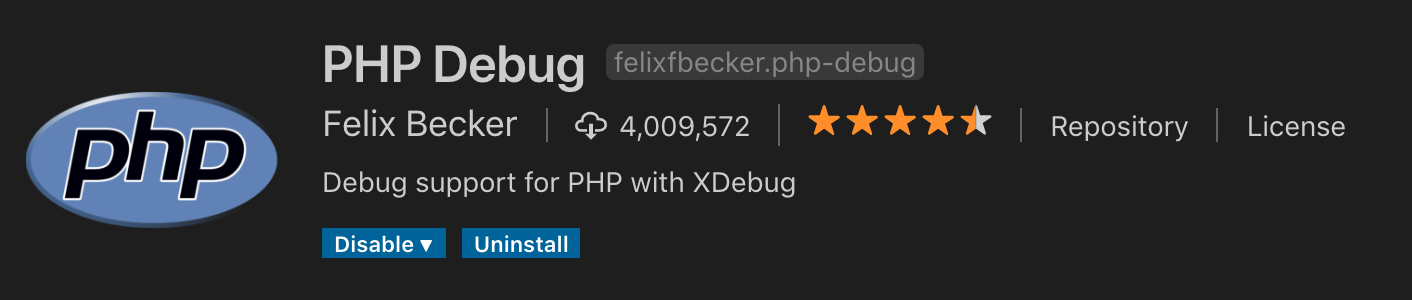 php
PHP Debug felixfbecker.php-debug
Felix Becker 4,009,572 Repository License
Debug support for PHP with XDebug
Disable ▾ Uninstall